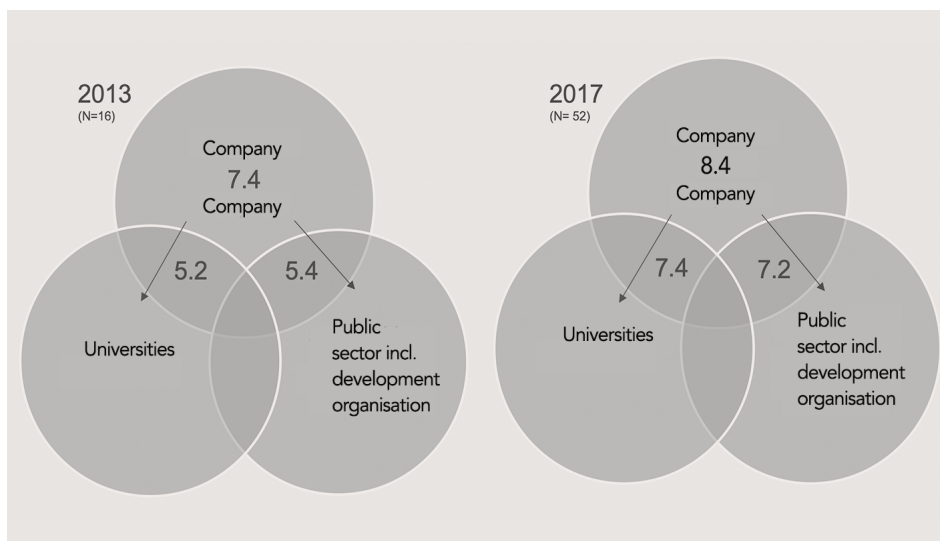 2013
(N=16)
Company
7.4
Company
5.2
5.4
Universities
Public
sector incl.
development
organisation
2017
(N= 52)
Company
8.4
Company
7.4
7.2
Universities
Public
sector incl.
development
organisation